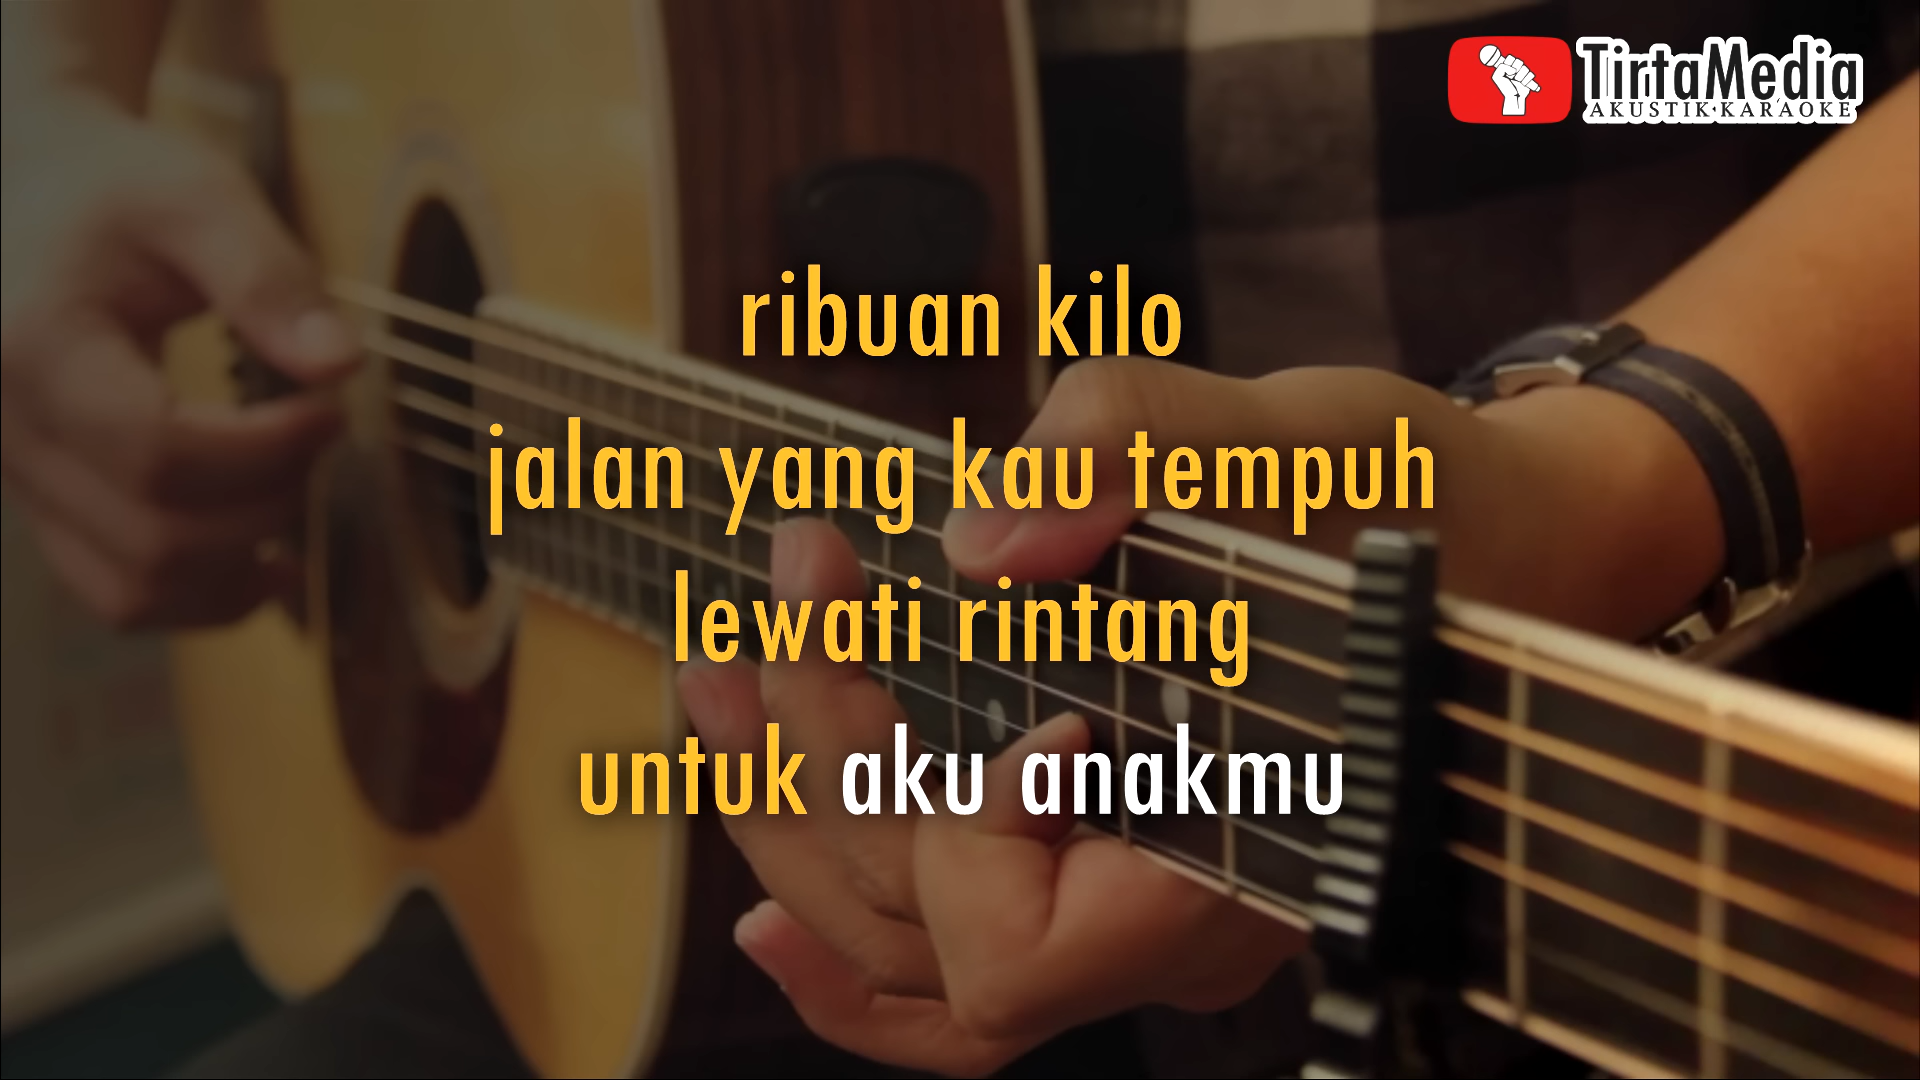 TirtaMedia
AKUSTIK KARAOKE
ribuan kilo
jalan yang kau tempuh
lewati rintang
untuk aku anakmu